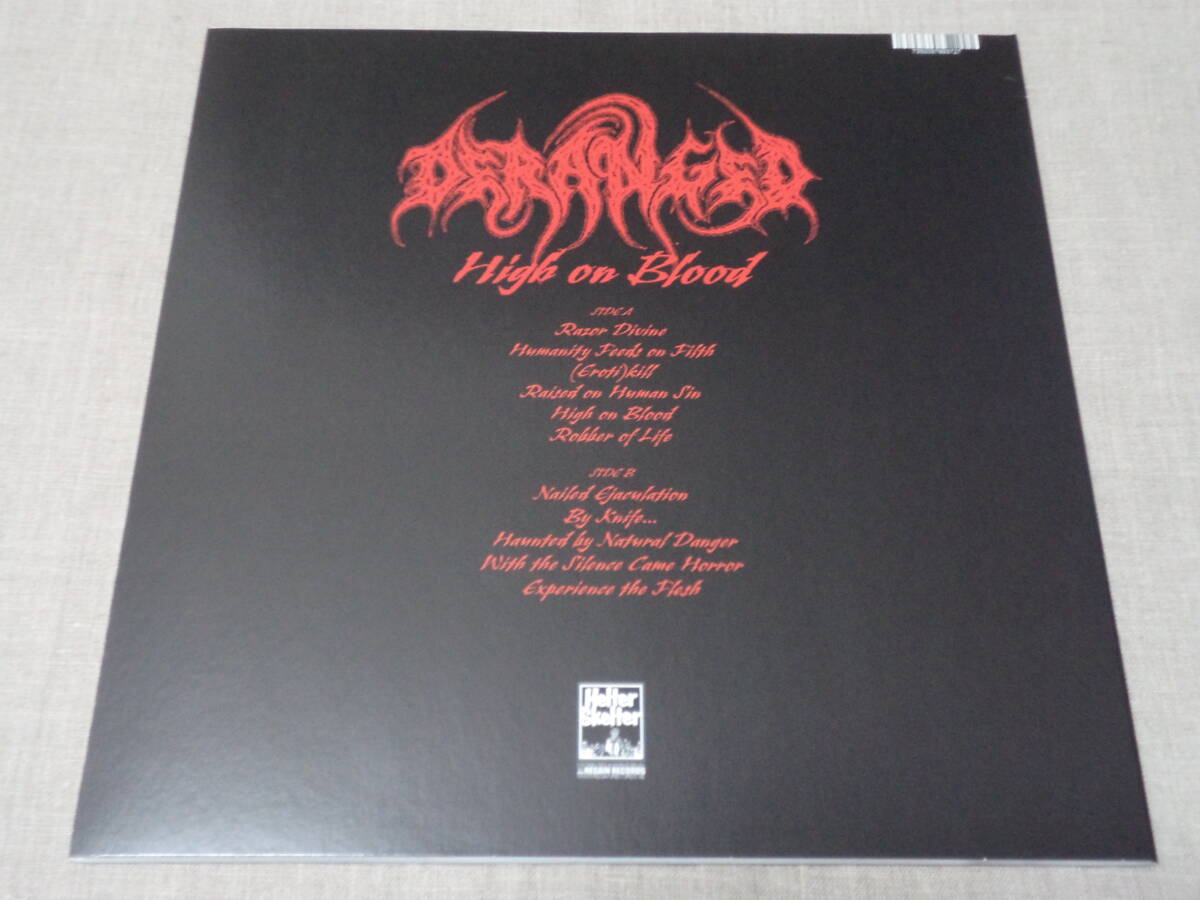 DERANGED
High on Blood
SIDE A
Razor Divine
Humanity Feeds on Filth
(Eroti)kill
Raised on Human Sin
High on Blood
Robber of Life
SIDE B
Nailed Ejaculation
By Knife...
Haunted by Natural Danger
With the Silence Came Horror
Experience the Flesh
Helter
Skelter
REGAIN RECORDS